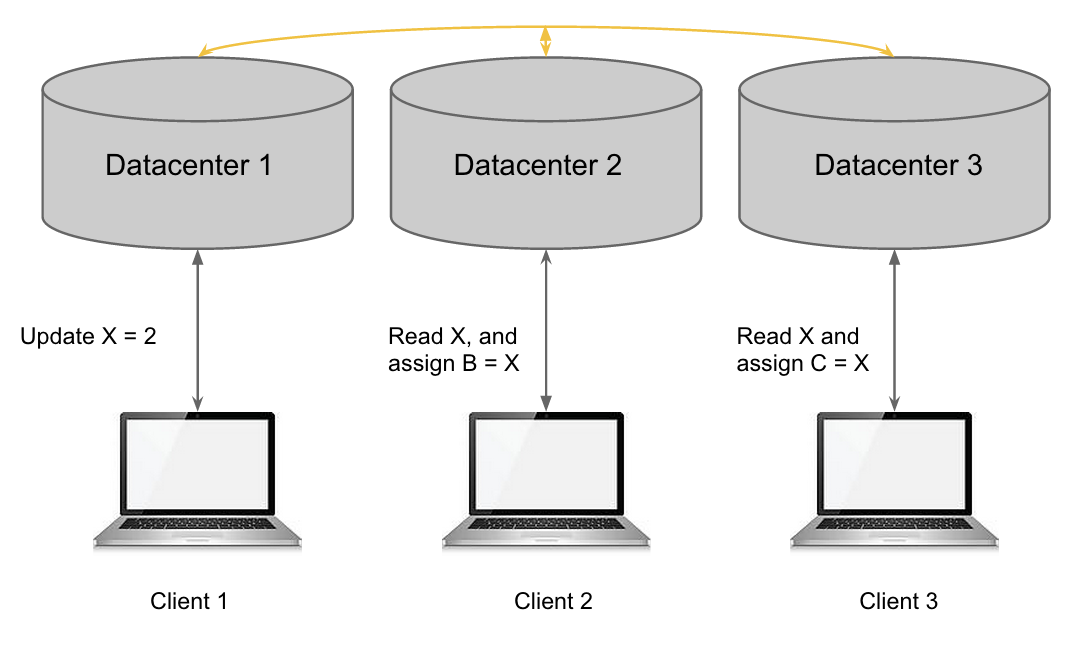 Datacenter 1
Datacenter 2
Datacenter 3
Update X = 2
Read X, and
assign B = X
Read X and
assign C = X
Client 1
Client 2
Client 3